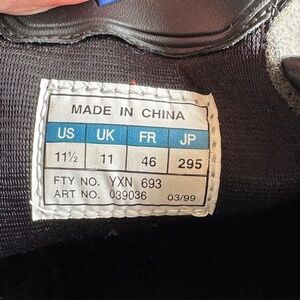 MADE IN CHINA
US UK FR JP
11½ 11 46 295
FTY NO. YXN 693
ART NO. 039036 03/99